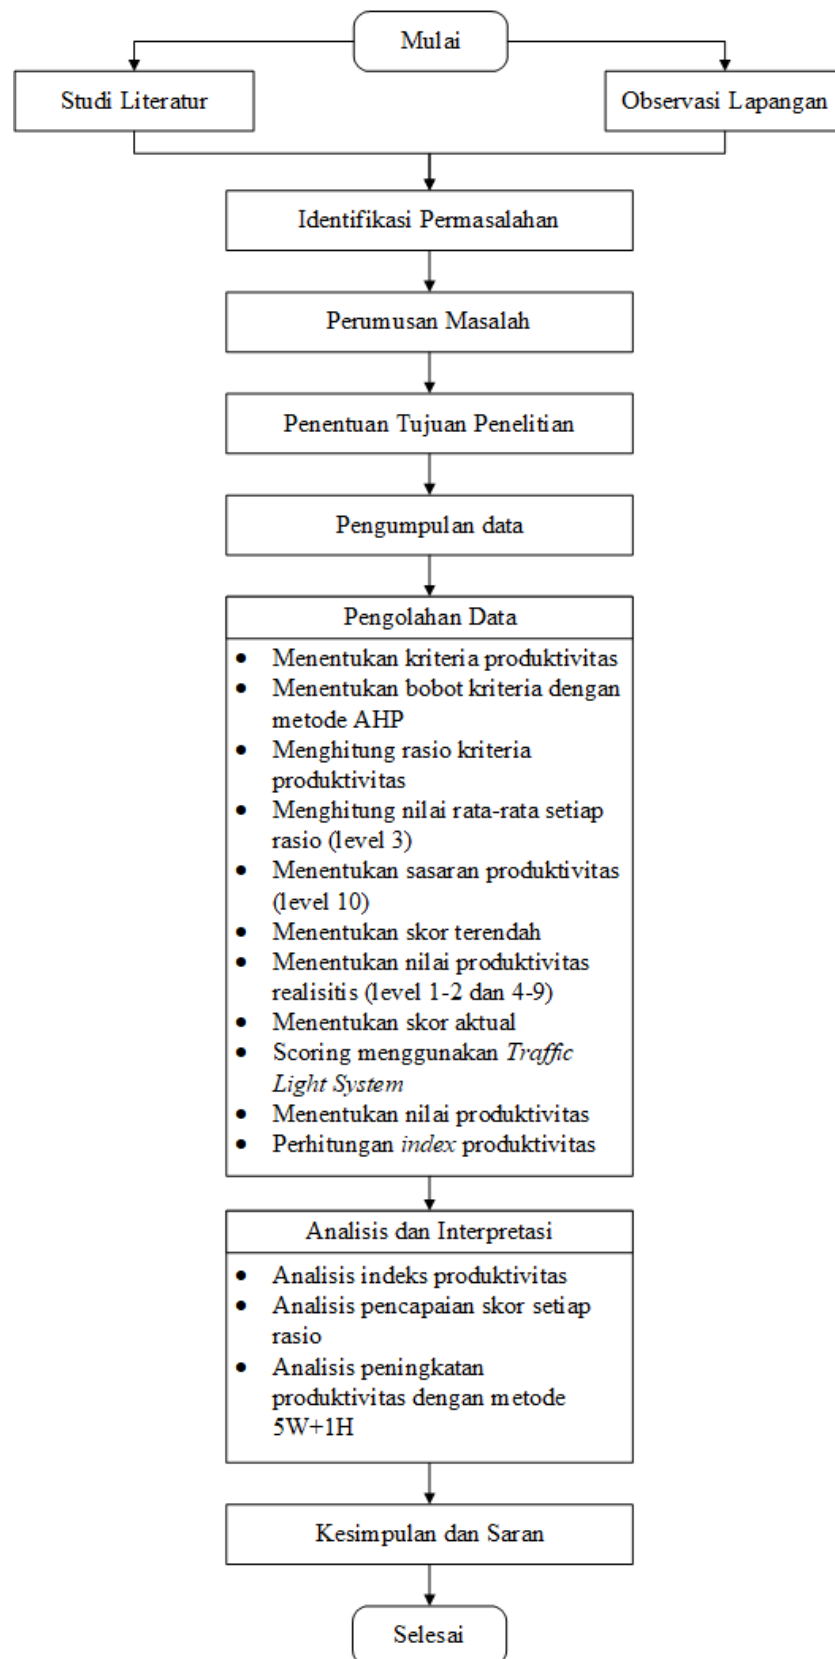 Mulai
Studi Literatur
Observasi Lapangan
Identifikasi Permasalahan
Perumusan Masalah
Penentuan Tujuan Penelitian
Pengumpulan data
Pengolahan Data
• Menentukan kriteria produktivitas
• Menentukan bobot kriteria dengan
metode AHP
• Menghitung rasio kriteria
produktivitas
• Menghitung nilai rata-rata setiap
rasio (level 3)
• Menentukan sasaran produktivitas
(level 10)
• Menentukan skor terendah
• Menentukan nilai produktivitas
realisitis (level 1-2 dan 4-9)
• Menentukan skor aktual
• Scoring menggunakan Traffic
Light System
• Menentukan nilai produktivitas
• Perhitungan index produktivitas
Analisis dan Interpretasi
• Analisis indeks produktivitas
• Analisis pencapaian skor setiap
rasio
• Analisis peningkatan
produktivitas dengan metode
5W+1H
Kesimpulan dan Saran
Selesai